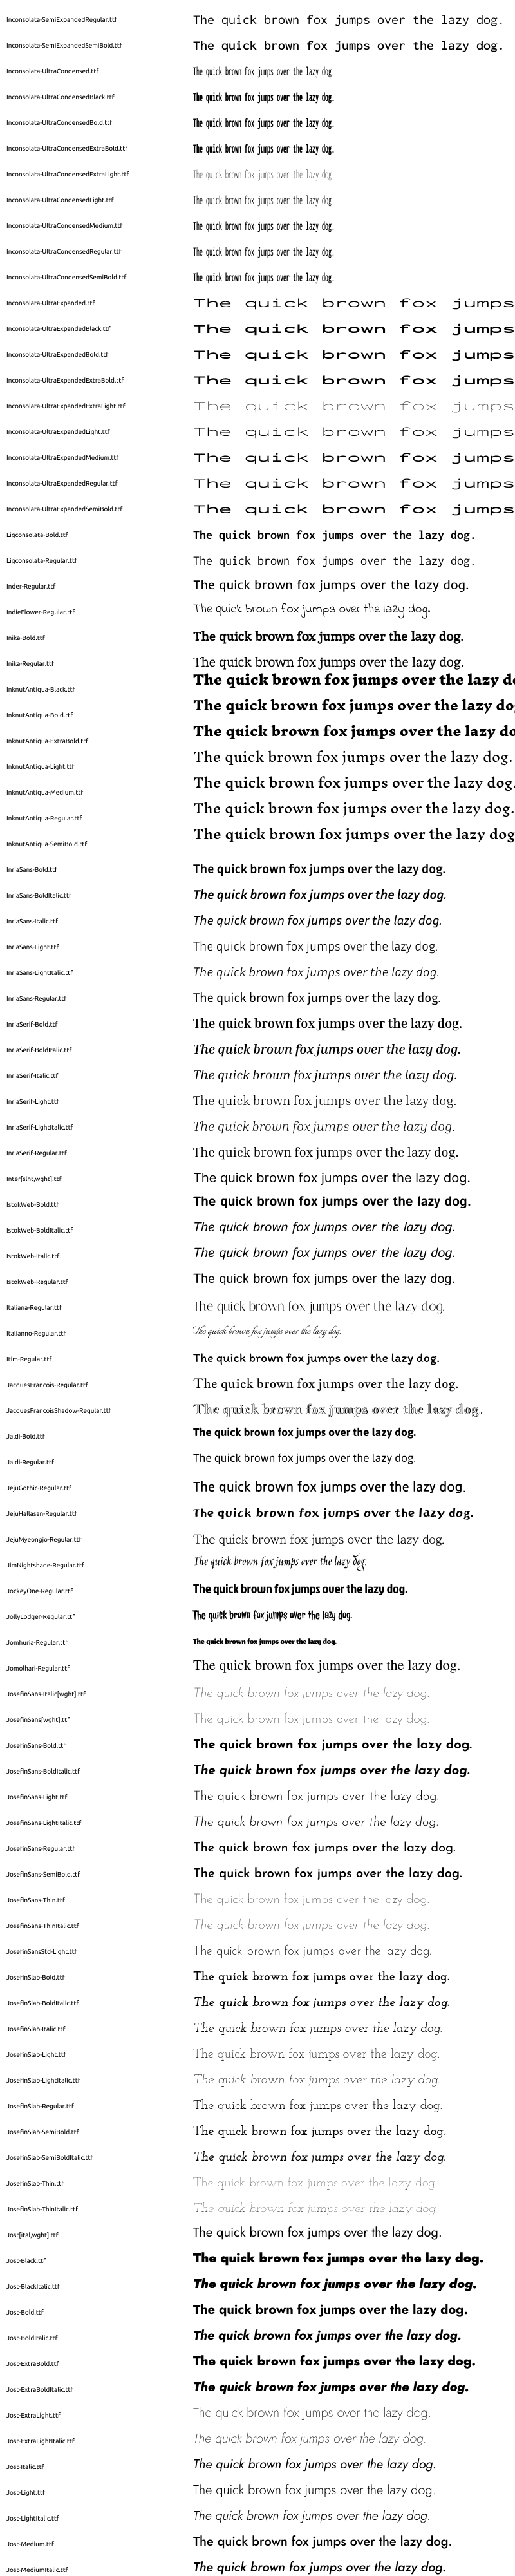 Inconsolata-SemiExpandedRegular.ttf The quick brown fox jumps over the lazy dog.
Inconsolata-SemiExpandedSemiBold.ttf The quick brown fox jumps over the lazy dog.
Inconsolata-UltraCondensed.ttf The quick brown fox jumps over the lazy dog.
Inconsolata-UltraCondensedBlack.ttf The quick brown fox jumps over the lazy dog.
Inconsolata-UltraCondensedBold.ttf The quick brown fox jumps over the lazy dog.
Inconsolata-UltraCondensedExtraBold.ttf The quick brown fox jumps over the lazy dog.
Inconsolata-UltraCondensedExtraLight.ttf The quick brown fox jumps over the lazy dog.
Inconsolata-UltraCondensedLight.ttf The quick brown fox jumps over the lazy dog.
Inconsolata-UltraCondensedMedium.ttf The quick brown fox jumps over the lazy dog.
Inconsolata-UltraCondensedRegular.ttf The quick brown fox jumps over the lazy dog.
Inconsolata-UltraCondensedSemiBold.ttf The quick brown fox jumps over the lazy dog.
Inconsolata-UltraExpanded.ttf The quick brown fox jumps
Inconsolata-UltraExpandedBlack.ttf The quick brown fox jumps
Inconsolata-UltraExpandedBold.ttf The quick brown fox jumps
Inconsolata-UltraExpandedExtraBold.ttf The quick brown fox jumps
Inconsolata-UltraExpandedExtraLight.ttf The quick brown fox jumps
Inconsolata-UltraExpandedLight.ttf The quick brown fox jumps
Inconsolata-UltraExpandedMedium.ttf The quick brown fox jumps
Inconsolata-UltraExpandedRegular.ttf The quick brown fox jumps
Inconsolata-UltraExpandedSemiBold.ttf The quick brown fox jumps
Ligconsolata-Bold.ttf The quick brown fox jumps over the lazy dog.
Ligconsolata-Regular.ttf The quick brown fox jumps over the lazy dog.
Inder-Regular.ttf The quick brown fox jumps over the lazy dog.
IndieFlower-Regular.ttf The quick brown fox jumps over the lazy dog.
Inika-Bold.ttf The quick brown fox jumps over the lazy dog.
Inika-Regular.ttf The quick brown fox jumps over the lazy dog.
InknutAntiqua-Black.ttf The quick brown fox jumps over the lazy do
InknutAntiqua-Bold.ttf The quick brown fox jumps over the lazy do
InknutAntiqua-ExtraBold.ttf The quick brown fox jumps over the lazy do
InknutAntiqua-Light.ttf The quick brown fox jumps over the lazy dog.
InknutAntiqua-Medium.ttf The quick brown fox jumps over the lazy dog.
InknutAntiqua-Regular.ttf The quick brown fox jumps over the lazy dog.
InknutAntiqua-SemiBold.ttf The quick brown fox jumps over the lazy dog
InriaSans-Bold.ttf The quick brown fox jumps over the lazy dog.
InriaSans-BoldItalic.ttf The quick brown fox jumps over the lazy dog.
InriaSans-Italic.ttf The quick brown fox jumps over the lazy dog.
InriaSans-Light.ttf The quick brown fox jumps over the lazy dog.
InriaSans-LightItalic.ttf The quick brown fox jumps over the lazy dog.
InriaSans-Regular.ttf The quick brown fox jumps over the lazy dog.
InriaSerif-Bold.ttf The quick brown fox jumps over the lazy dog.
InriaSerif-BoldItalic.ttf The quick brown fox jumps over the lazy dog.
InriaSerif-Italic.ttf The quick brown fox jumps over the lazy dog.
InriaSerif-Light.ttf The quick brown fox jumps over the lazy dog.
InriaSerif-LightItalic.ttf The quick brown fox jumps over the lazy dog.
InriaSerif-Regular.ttf The quick brown fox jumps over the lazy dog.
Inter[slnt,wght].ttf The quick brown fox jumps over the lazy dog.
IstokWeb-Bold.ttf The quick brown fox jumps over the lazy dog.
IstokWeb-BoldItalic.ttf The quick brown fox jumps over the lazy dog.
IstokWeb-Italic.ttf The quick brown fox jumps over the lazy dog.
IstokWeb-Regular.ttf The quick brown fox jumps over the lazy dog.
Italiana-Regular.ttf The quick brown fox jumps over the lazy dog.
Italianno-Regular.ttf The quick brown fox jumps over the lazy dog.
Itim-Regular.ttf The quick brown fox jumps over the lazy dog.
JacquesFrancois-Regular.ttf The quick brown fox jumps over the lazy dog.
JacquesFrancoisShadow-Regular.ttf The quick brown fox jumps over the lazy dog.
Jaldi-Bold.ttf The quick brown fox jumps over the lazy dog.
Jaldi-Regular.ttf The quick brown fox jumps over the lazy dog.
JejuGothic-Regular.ttf The quick brown fox jumps over the lazy dog.
JejuHallasan-Regular.ttf The quick brown fox jumps over the lazy dog.
JejuMyeongjo-Regular.ttf The quick brown fox jumps over the lazy dog.
JimNightshade-Regular.ttf The quick brown fox jumps over the lazy dog.
JockeyOne-Regular.ttf The quick brown fox jumps over the lazy dog.
JollyLodger-Regular.ttf The quick brown fox jumps over the lazy dog.
Jomhuria-Regular.ttf The quick brown fox jumps over the lazy dog.
Jomolhari-Regular.ttf The quick brown fox jumps over the lazy dog.
JosefinSans-Italic[wght].ttf The quick brown fox jumps over the lazy dog.
JosefinSans[wght].ttf The quick brown fox jumps over the lazy dog.
JosefinSans-Bold.ttf The quick brown fox jumps over the lazy dog.
JosefinSans-BoldItalic.ttf The quick brown fox jumps over the lazy dog.
JosefinSans-Light.ttf The quick brown fox jumps over the lazy dog.
JosefinSans-LightItalic.ttf The quick brown fox jumps over the lazy dog.
JosefinSans-Regular.ttf The quick brown fox jumps over the lazy dog.
JosefinSans-SemiBold.ttf The quick brown fox jumps over the lazy dog.
JosefinSans-Thin.ttf The quick brown fox jumps over the lazy dog.
JosefinSans-ThinItalic.ttf The quick brown fox jumps over the lazy dog.
JosefinSansStd-Light.ttf The quick brown fox jumps over the lazy dog.
JosefinSlab-Bold.ttf The quick brown fox jumps over the lazy dog.
JosefinSlab-BoldItalic.ttf The quick brown fox jumps over the lazy dog.
JosefinSlab-Italic.ttf The quick brown fox jumps over the lazy dog.
JosefinSlab-Light.ttf The quick brown fox jumps over the lazy dog.
JosefinSlab-LightItalic.ttf The quick brown fox jumps over the lazy dog.
JosefinSlab-Regular.ttf The quick brown fox jumps over the lazy dog.
JosefinSlab-SemiBold.ttf The quick brown fox jumps over the lazy dog.
JosefinSlab-SemiBoldItalic.ttf The quick brown fox jumps over the lazy dog.
JosefinSlab-Thin.ttf The quick brown fox jumps over the lazy dog.
JosefinSlab-ThinItalic.ttf The quick brown fox jumps over the lazy dog.
Jost[ital,wght].ttf The quick brown fox jumps over the lazy dog.
Jost-Black.ttf The quick brown fox jumps over the lazy dog.
Jost-BlackItalic.ttf The quick brown fox jumps over the lazy dog.
Jost-Bold.ttf The quick brown fox jumps over the lazy dog.
Jost-BoldItalic.ttf The quick brown fox jumps over the lazy dog.
Jost-ExtraBold.ttf The quick brown fox jumps over the lazy dog.
Jost-ExtraBoldItalic.ttf The quick brown fox jumps over the lazy dog.
Jost-ExtraLight.ttf The quick brown fox jumps over the lazy dog.
Jost-ExtraLightItalic.ttf The quick brown fox jumps over the lazy dog.
Jost-Italic.ttf The quick brown fox jumps over the lazy dog.
Jost-Light.ttf The quick brown fox jumps over the lazy dog.
Jost-LightItalic.ttf The quick brown fox jumps over the lazy dog.
Jost-Medium.ttf The quick brown fox jumps over the lazy dog.
Jost-MediumItalic.ttf The quick brown fox jumps over the lazy dog.